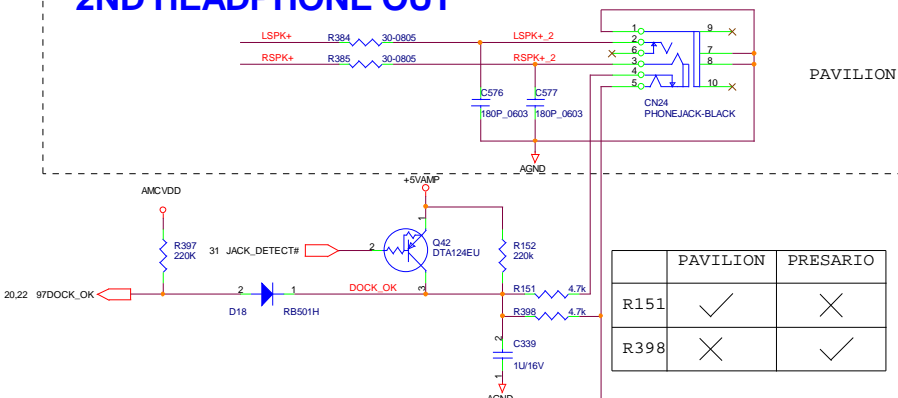 2ND HEADPHONE OUT
LSPK+ R384 30-0805 LSPK+_2
RSPK+ R385 30-0805 RSPK+_2
1 9
2
6 7
3 8
4
5 10
PAVILION
C576 C577
180P_0603 180P_0603
CN24
PHONEJACK-BLACK
AGND
+5VAMP
AMCVDD
R397
220K
31 JACK_DETECT# 2 1 3
Q42
DTA124EU
R152
220k
20,22 97DOCK_OK 2 1 DOCK_OK
D18 RB501H
R151 4.7k
R398 4.7k
2 C339
1U/16V
1
AGND
PAVILION PRESARIO
R151
R398